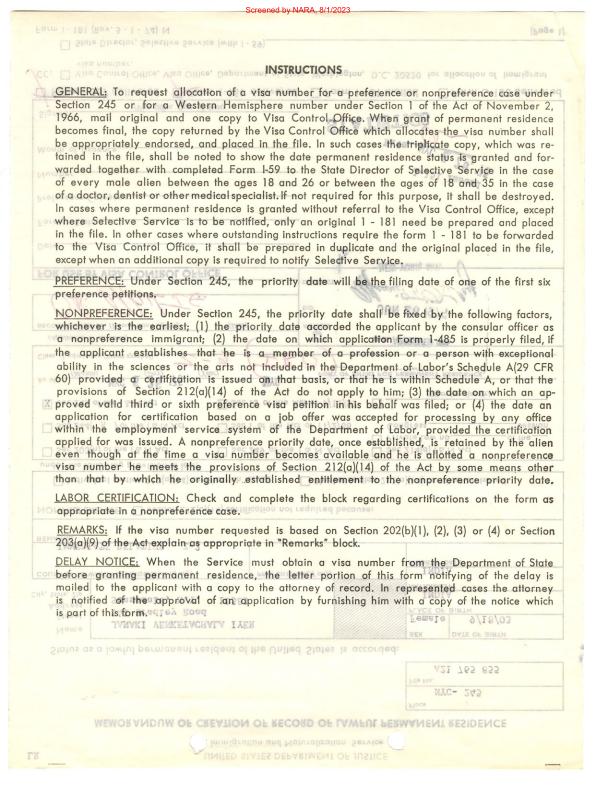 Screened by NARA, 8/1/2023
INSTRUCTIONS
GENERAL: To request allocation of a visa number for a preference or nonpreference case under
Section 245 or for a Western Hemisphere number under Section 1 of the Act of November 2,
1966, mail original and one copy to Visa Control Office. When grant of permanent residence
becomes final, the copy returned by the Visa Control Office which allocates the visa number shall
be appropriately endorsed, and placed in the file. In such cases the triplicate copy, which was re-
tained in the file, shall be noted to show the date permanent residence status is granted and for-
warded together with completed Form I-59 to the State Director of Selective Service in the case
of every male alien between the ages 18 and 26 or between the ages of 18 and 35 in the case
of a doctor, dentist or other medical specialist. If not required for this purpose, it shall be destroyed.
In cases where permanent residence is granted without referral to the Visa Control Office, except
where Selective Service is to be notified, only an original 1 - 181 need be prepared and placed
in the file. In other cases where outstanding instructions require the form 1 - 181 to be forwarded
to the Visa Control Office, it shall be prepared in duplicate and the original placed in the file,
except when an additional copy is required to notify Selective Service.
PREFERENCE: Under Section 245, the priority date will be the filing date of one of the first six
preference petitions.
NONPREFERENCE: Under Section 245, the priority date shall be fixed by the following factors,
whichever is the earliest; (1) the priority date accorded the applicant by the consular officer as
a nonpreference immigrant; (2) the date on which application Form 1-485 is properly filed, if
the applicant establishes that he is a member of a profession or a person with exceptional
ability in the sciences or the arts not included in the Department of Labor's Schedule A(29 CFR
60) provided a certification is issued on that basis, or that he is within Schedule A, or that the
provisions of Section 212(a)(14) of the Act do not apply to him; (3) the date on which an ap-
proved valid third or sixth preference visa petition in his behalf was filed; or (4) the date an
application for certification based on a job offer was accepted for processing by any office
within the employment service system of the Department of Labor, provided the certification
applied for was issued. A nonpreference priority date, once established, is retained by the alien
even though at the time a visa number becomes available and he is allotted a nonpreference
visa number he meets the provisions of Section 212(a)(14) of the Act by some means other
than that by which he originally established entitlement to the nonpreference priority date.
LABOR CERTIFICATION: Check and complete the block regarding certifications on the form as
appropriate in a nonpreference case.
REMARKS: If the visa number requested is based on Section 202(b)(1), (2), (3) or (4) or Section
203(a)(9) of the Act explain as appropriate in "Remarks" block.
DELAY NOTICE: When the Service must obtain a visa number from the Department of State
before granting permanent residence, the letter portion of this form notifying of the delay is
mailed to the applicant with a copy to the attorney of record. In represented cases the attorney
is notified of the approval of an application by furnishing him with a copy of the notice which
is part of this form.